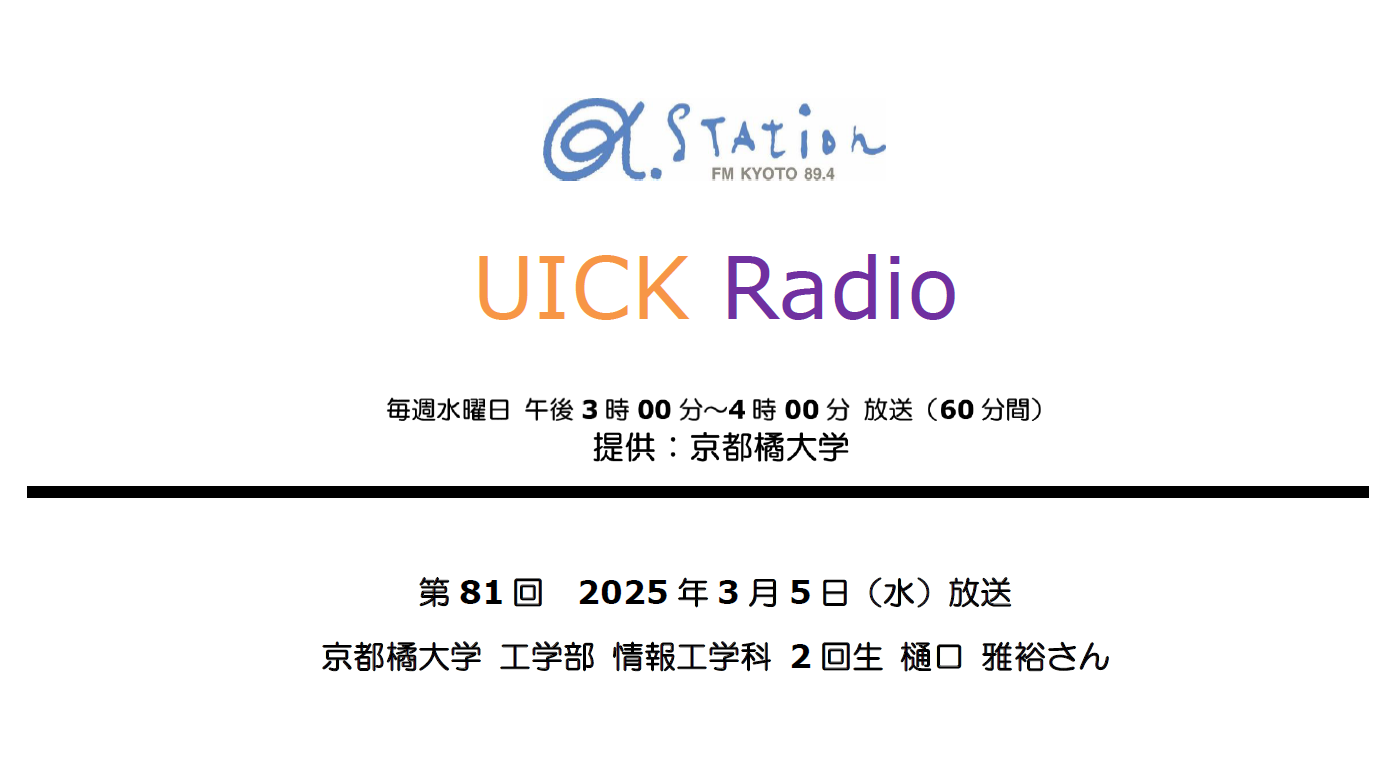 α.STATION
FM KYOTO 89.4
UICK Radio
毎週水曜日 午後 3 時 00 分～4 時 00 分 放送（60 分間）
提供：京都橘大学
第 81 回　2025 年 3 月 5 日（水）放送
京都橘大学 工学部 情報工学科 2 回生 樋口 雅裕さん